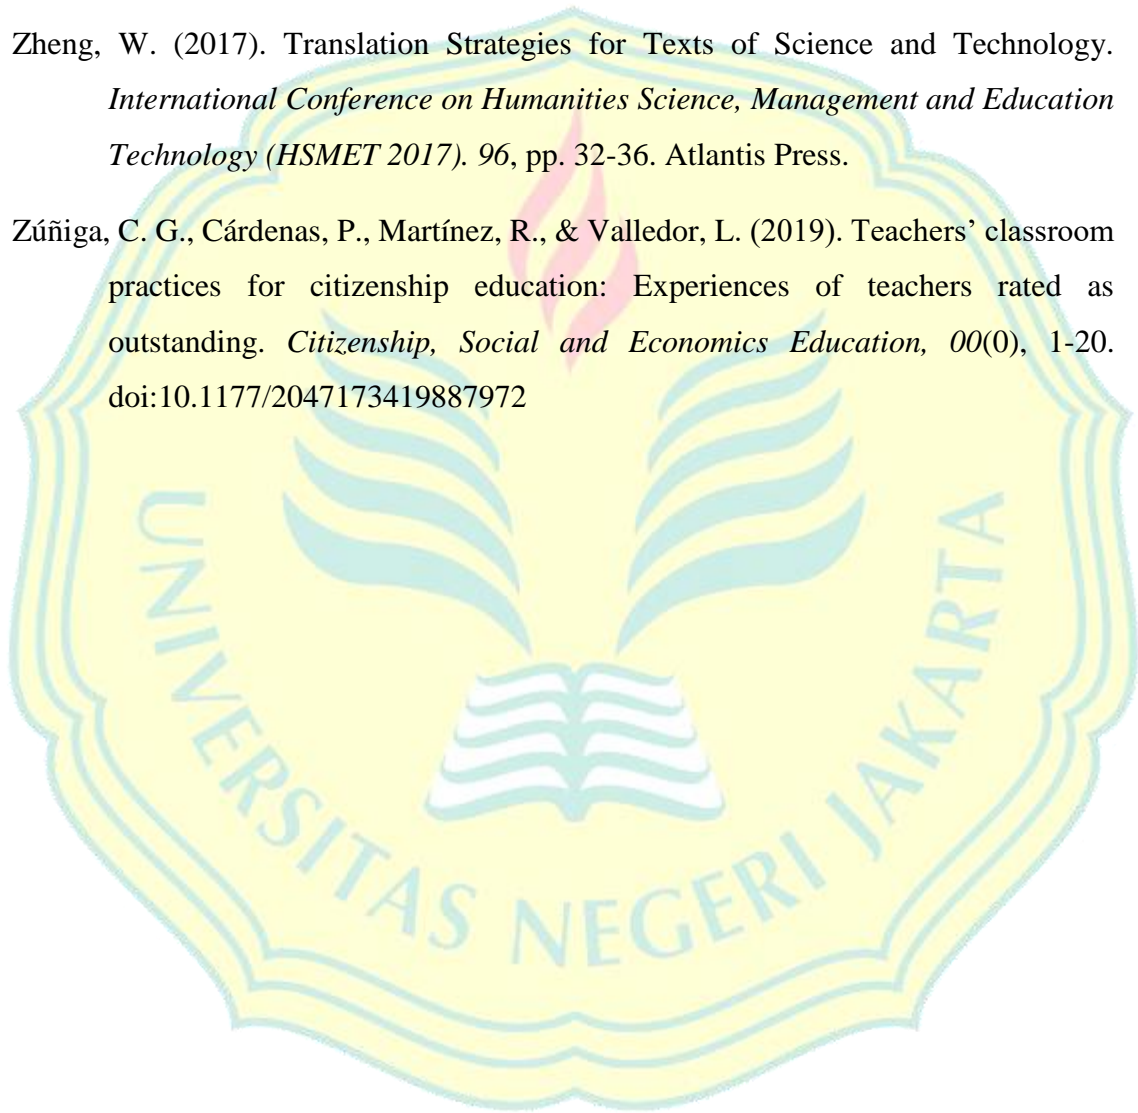 Zheng, W. (2017). Translation Strategies for Texts of Science and Technology.
International Conference on Humanities Science, Management and Education
Technology (HSMET 2017). 96, pp. 32-36. Atlantis Press.
Zúñiga, C. G., Cárdenas, P., Martínez, R., & Valledor, L. (2019). Teachers’ classroom
practices for citizenship education: Experiences of teachers rated as
outstanding. Citizenship, Social and Economics Education, 00(0), 1-20.
doi:10.1177/2047173419887972
UNIVERSITAS NEGERI JAKARTA